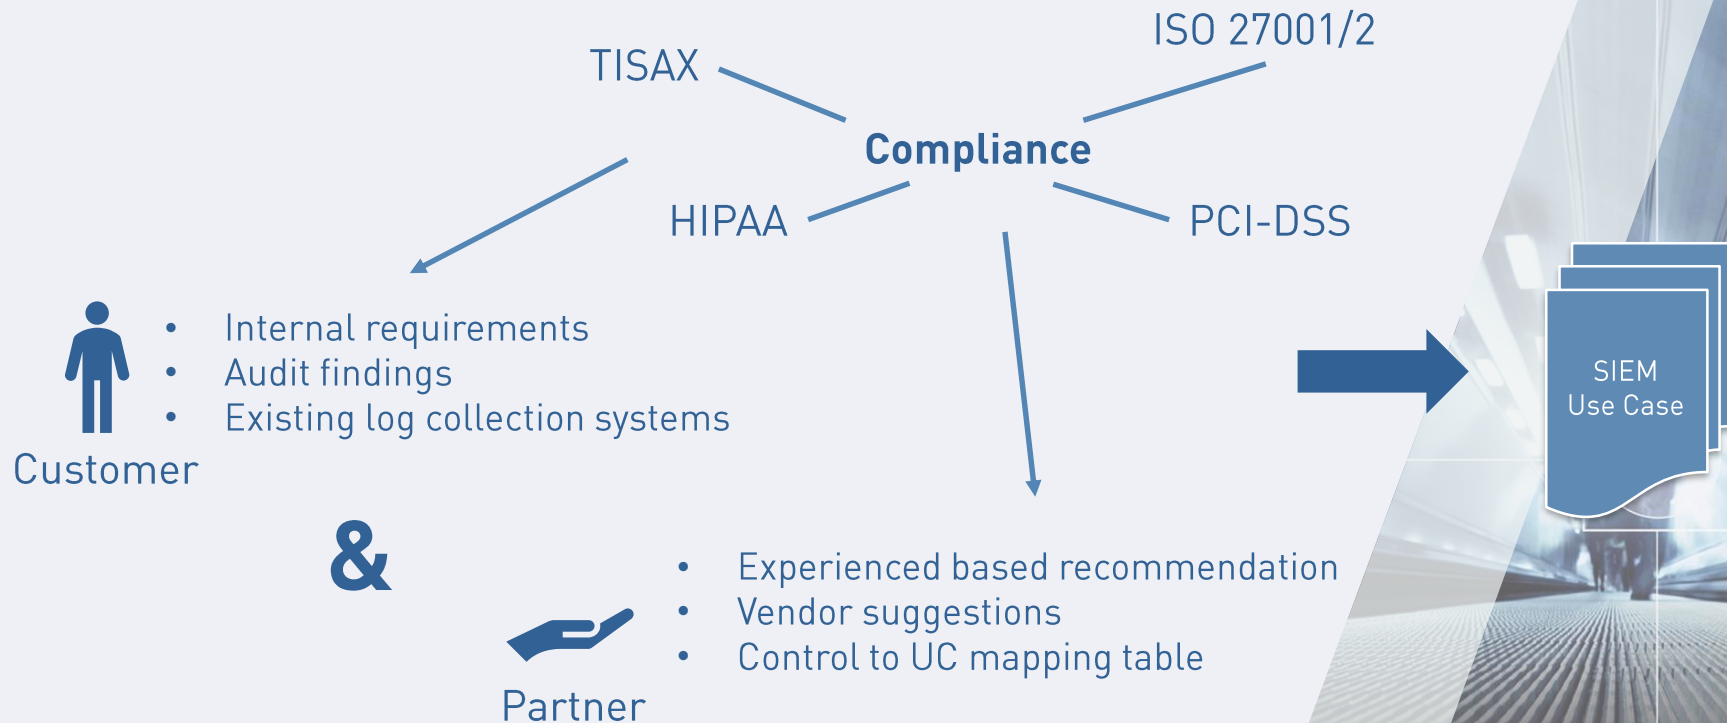 ISO 27001/2
TISAX
Compliance
HIPAA
PCI-DSS
• Internal requirements
• Audit findings
• Existing log collection systems
Customer
SIEM
Use Case
&
• Experienced based recommendation
• Vendor suggestions
• Control to UC mapping table
Partner